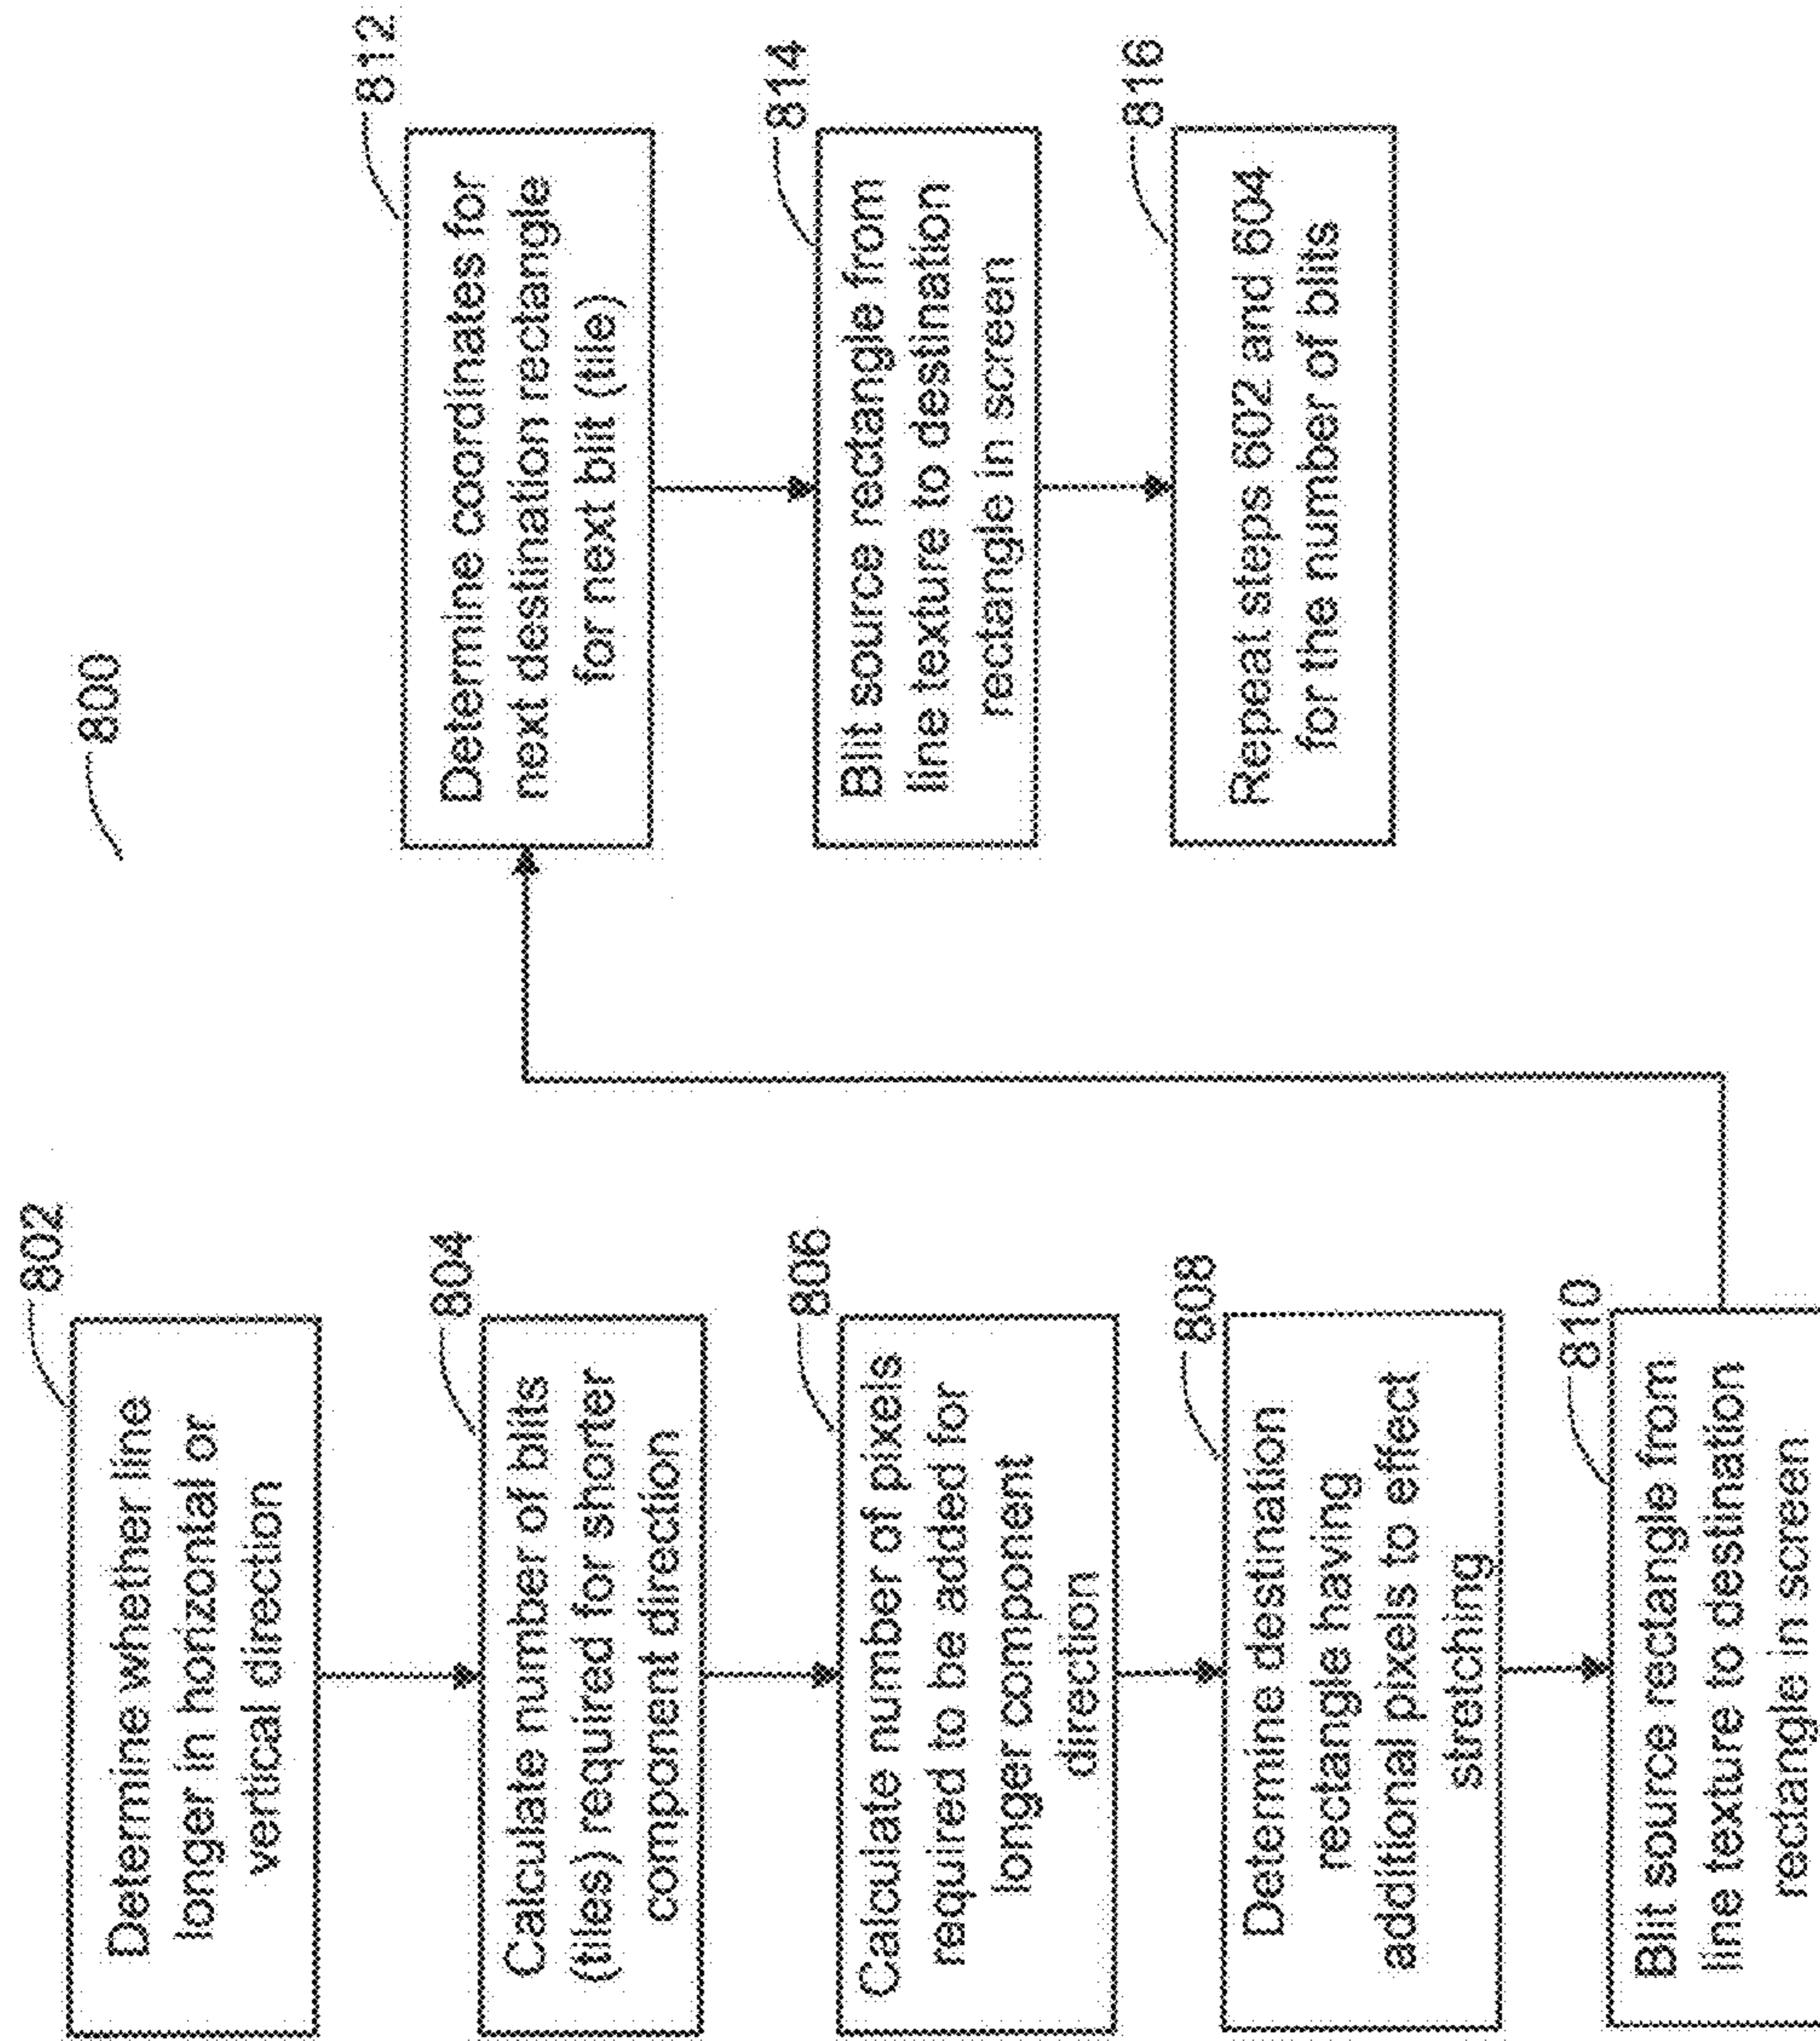 800
802
Determine whether line
longer in horizontal or
vertical direction
804
Calculate number of blits
(tiles) required for shorter
component direction
806
Calculate number of pixels
required to be added for
longer component
direction
808
Determine destination
rectangle having
additional pixels to effect
stretching
810
Blit source rectangle from
line texture to destination
rectangle in screen
812
Determine coordinates for
next destination rectangle
for next blit (tile)
814
Blit source rectangle from
line texture to destination
rectangle in screen
816
Repeat steps 602 and 604
for the number of blits